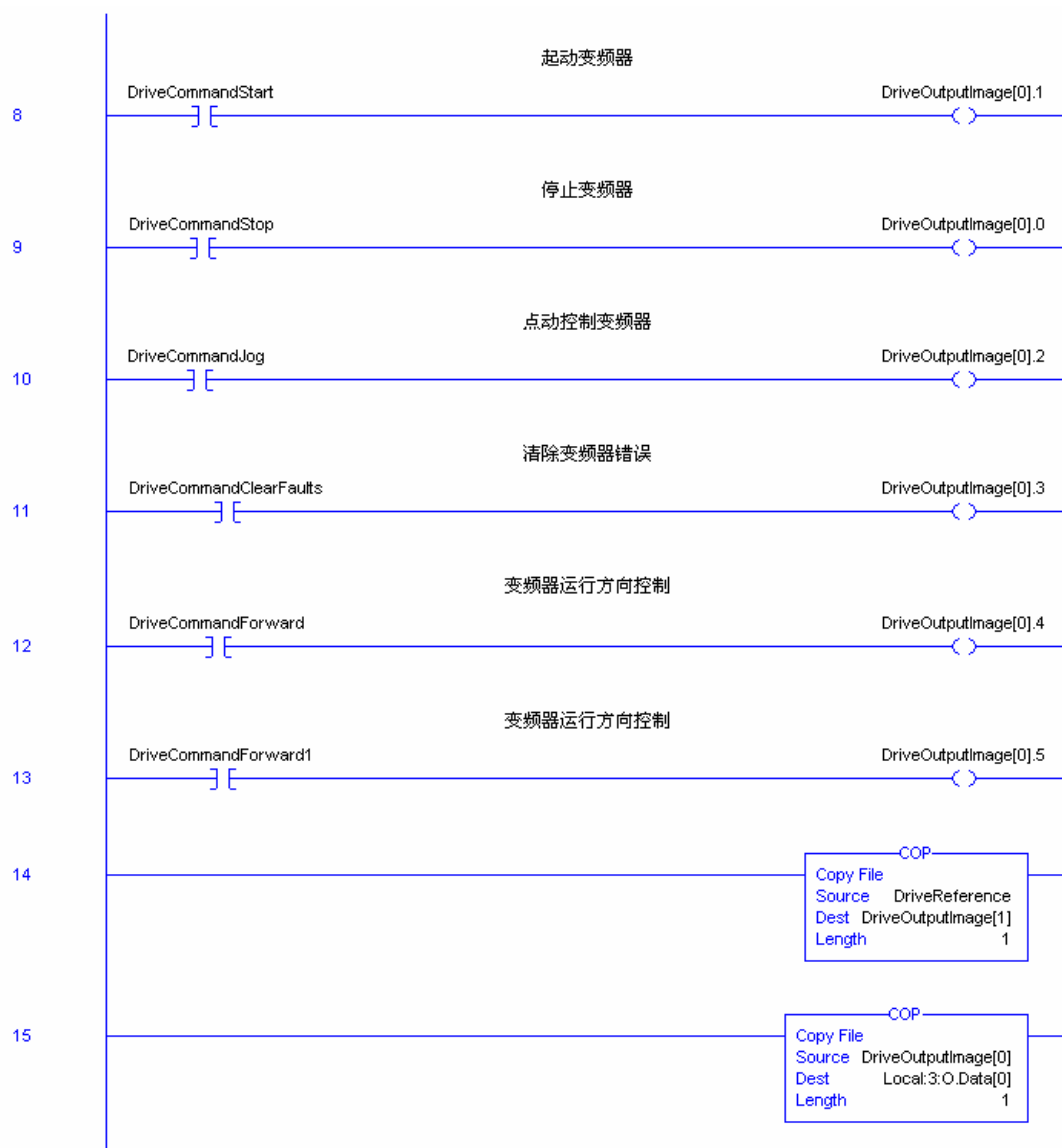 起动变频器
DriveCommandStart DriveOutputImage[0].1
8
停止变频器
DriveCommandStop DriveOutputImage[0].0
9
点动控制变频器
DriveCommandJog DriveOutputImage[0].2
10
清除变频器错误
DriveCommandClearFaults DriveOutputImage[0].3
11
变频器运行方向控制
DriveCommandForward DriveOutputImage[0].4
12
变频器运行方向控制
DriveCommandForward1 DriveOutputImage[0].5
13
COP
14
Copy File
Source DriveReference
Dest DriveOutputImage[1]
Length 1
COP
15
Copy File
Source DriveOutputImage[0]
Dest Local:3:O.Data[0]
Length 1